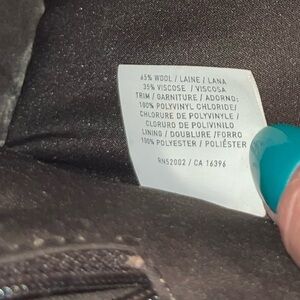 65% WOOL / LAINE / LANA
35% VISCOSE / VISCOSA
TRIM / GARNITURE / ADORNO:
100% POLYVINYL CHLORIDE/
CHLORURE DE POLYVINYLE /
CLORURO DE POLIVINILO
LINING / DOUBLURE /FORRO
100% POLYESTER / POLIÉSTER
RN52002 / CA 16396